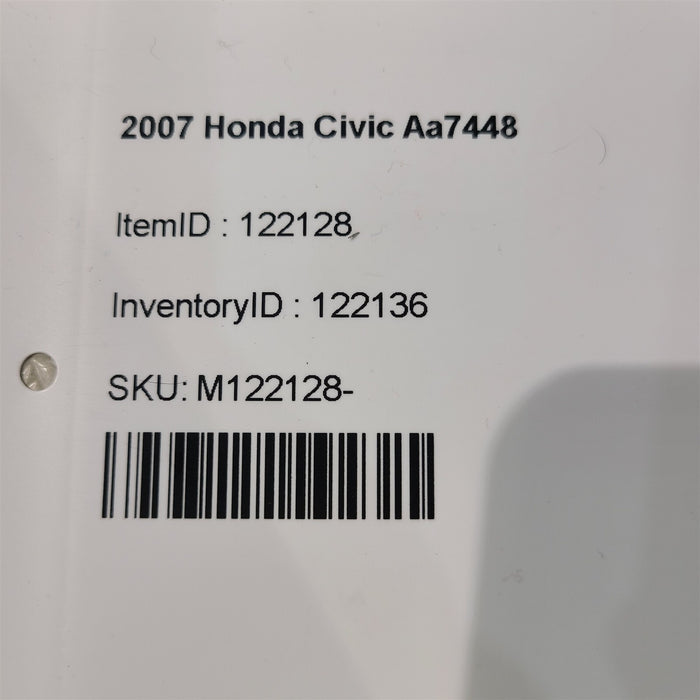 2007 Honda Civic Aa7448
ItemID : 122128
InventoryID : 122136
SKU: M122128-